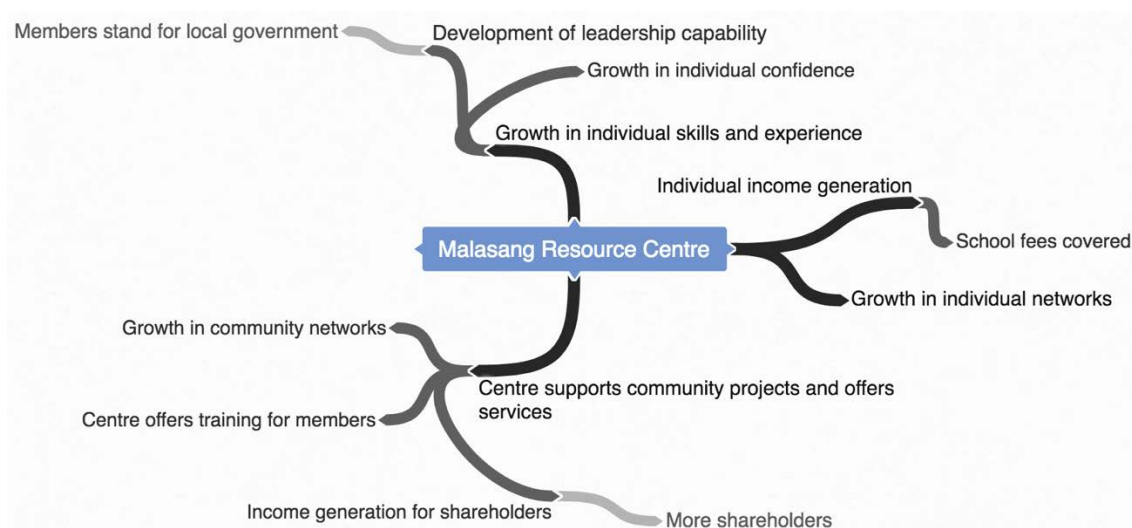 Members stand for local government
Development of leadership capability
Growth in individual confidence
Growth in individual skills and experience
Individual income generation
Malasang Resource Centre
School fees covered
Growth in individual networks
Growth in community networks
Centre supports community projects and offers
services
Centre offers training for members
Income generation for shareholders
More shareholders